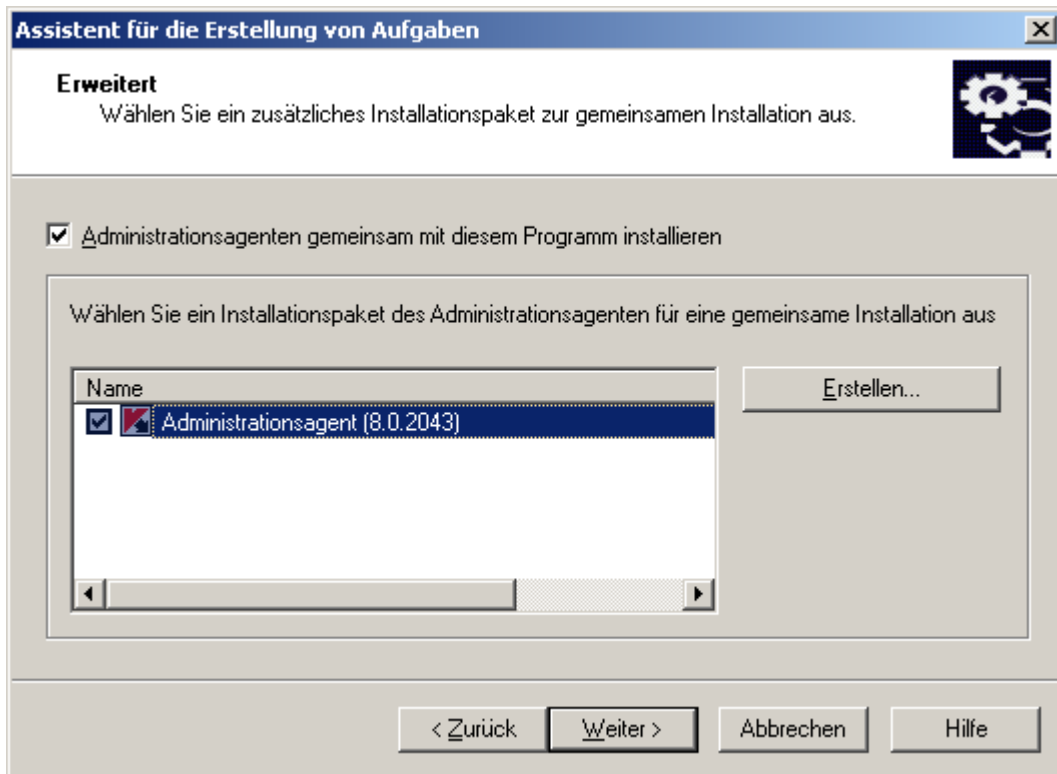 Assistent für die Erstellung von Aufgaben
Erweitert
Wählen Sie ein zusätzliches Installationspaket zur gemeinsamen Installation aus.
Administrationsagenten gemeinsam mit diesem Programm installieren
Wählen Sie ein Installationspaket des Administrationsagenten für eine gemeinsame Installation aus
Name
Erstellen...
Administrationsagent (8.0.2043)
< Zurück
Weiter >
Abbrechen
Hilfe